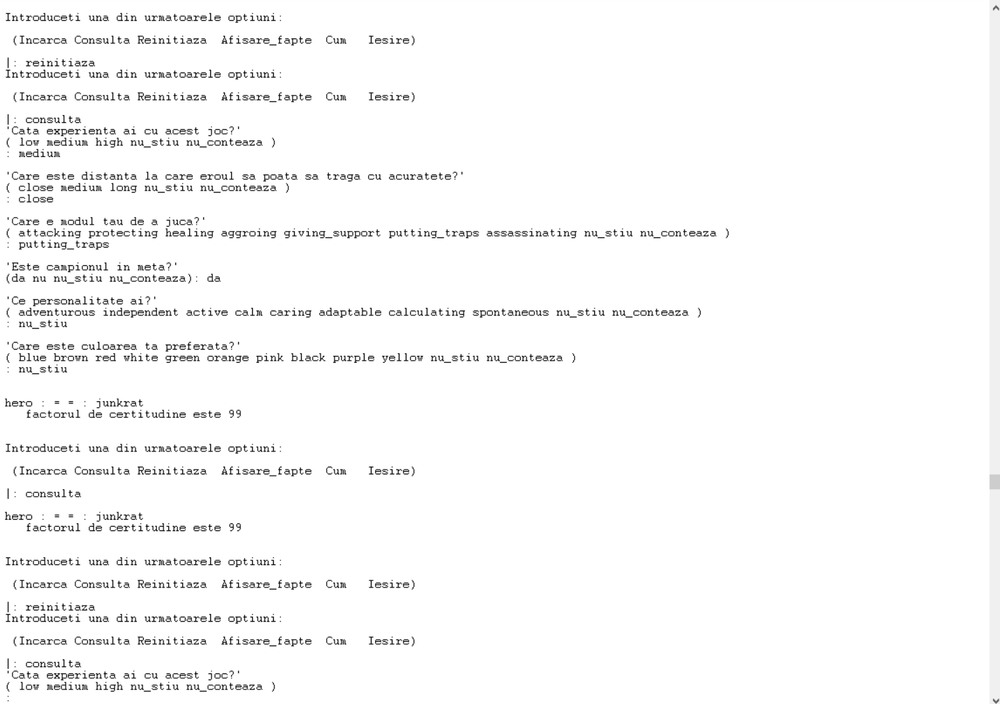 Introduceti una din urmatoarele optiuni:
(Incarca Consulta Reinitiaza  Afisare_fapte  Cum   Iesire)
|: reinitiaza
Introduceti una din urmatoarele optiuni:
(Incarca Consulta Reinitiaza  Afisare_fapte  Cum   Iesire)
|: consulta
'Cata experienta ai cu acest joc?'
( low medium high nu_stiu nu_conteaza )
: medium
'Care este distanta la care eroul sa poata sa traga cu acuratete?'
( close medium long nu_stiu nu_conteaza )
: close
'Care e modul tau de a juca?'
( attacking protecting healing aggroing giving_support putting_traps assassinating nu_stiu nu_conteaza )
: putting_traps
'Este campionul in meta?'
(da nu nu_stiu nu_conteaza): da
'Ce personalitate ai?'
( adventurous independent active calm caring adaptable calculating spontaneous nu_stiu nu_conteaza )
: nu_stiu
'Care este culoarea ta preferata?'
( blue brown red white green orange pink black purple yellow nu_stiu nu_conteaza )
: nu_stiu
hero : = = : junkrat
factorul de certitudine este 99
Introduceti una din urmatoarele optiuni:
(Incarca Consulta Reinitiaza  Afisare_fapte  Cum   Iesire)
|: consulta
hero : = = : junkrat
factorul de certitudine este 99
Introduceti una din urmatoarele optiuni:
(Incarca Consulta Reinitiaza  Afisare_fapte  Cum   Iesire)
|: reinitiaza
Introduceti una din urmatoarele optiuni:
(Incarca Consulta Reinitiaza  Afisare_fapte  Cum   Iesire)
|: consulta
'Cata experienta ai cu acest joc?'
( low medium high nu_stiu nu_conteaza )
: